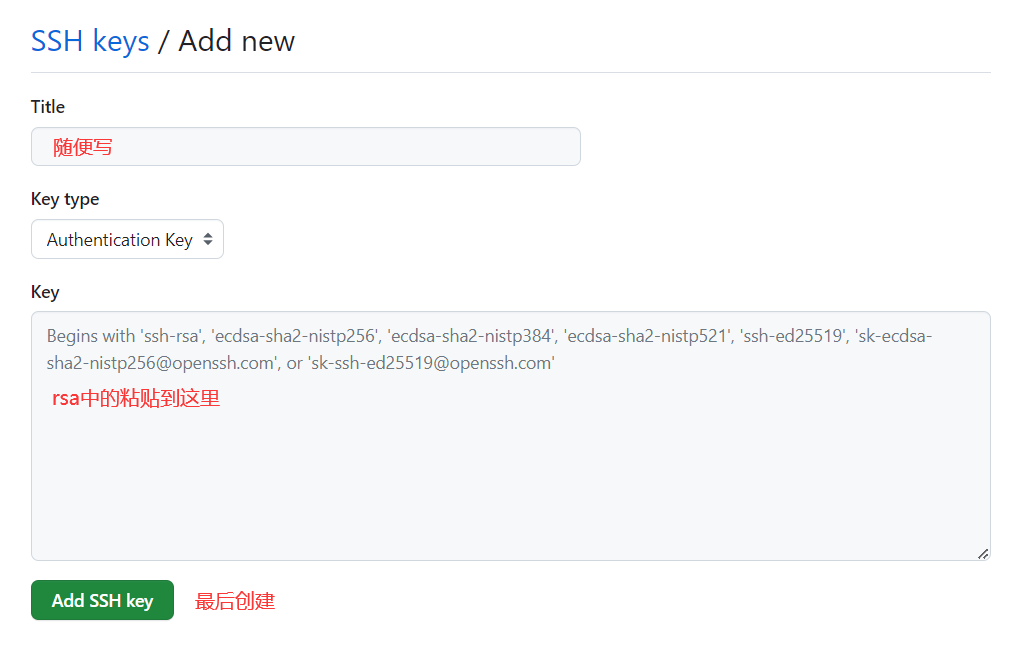 SSH keys / Add new
Title
随便写
Key type
Authentication Key
Key
Begins with 'ssh-rsa', 'ecdsa-sha2-nistp256', 'ecdsa-sha2-nistp384', 'ecdsa-sha2-nistp521', 'ssh-ed25519', 'sk-ecdsa-
sha2-nistp256@openssh.com', or 'sk-ssh-ed25519@openssh.com'
rsa中的粘贴到这里
Add SSH key 最后创建